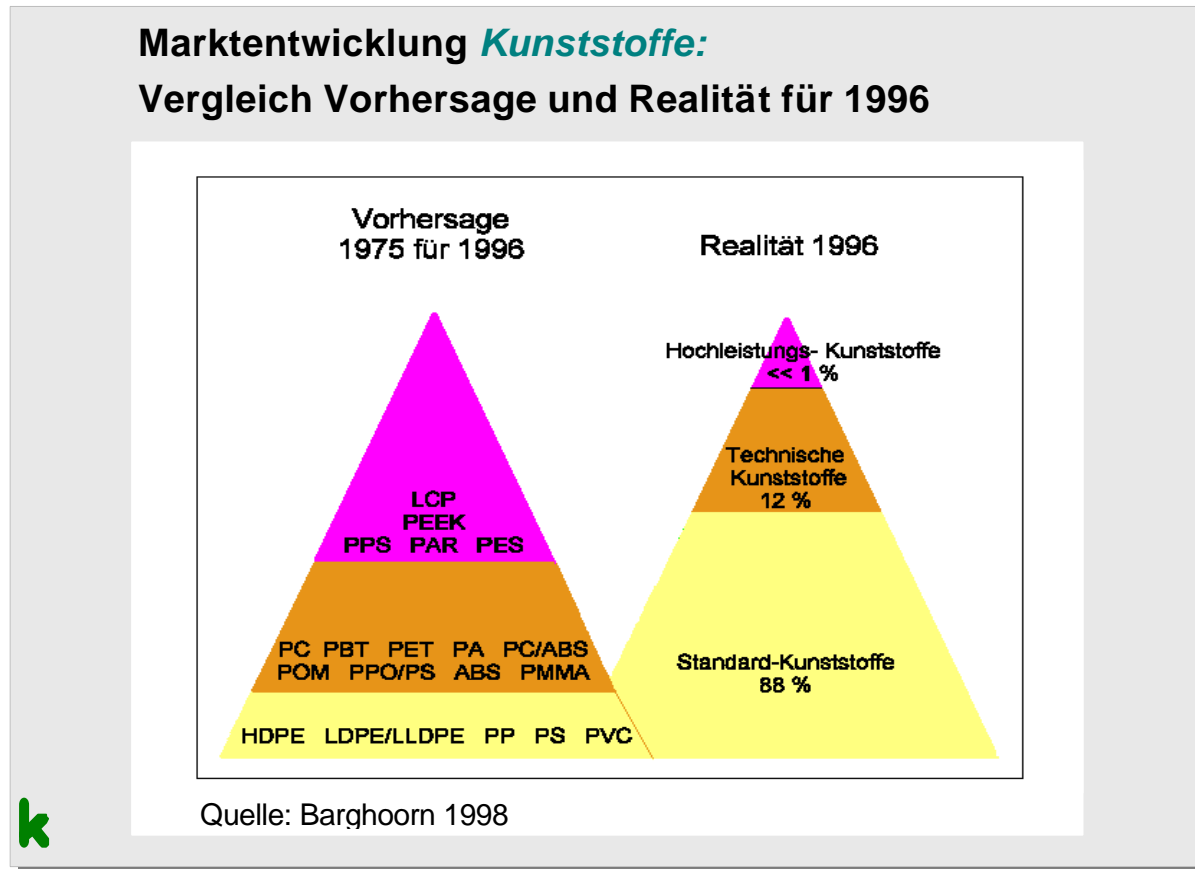 Marktentwicklung Kunststoffe:
Vergleich Vorhersage und Realität für 1996
Vorhersage
1975 für 1996
LCP
PEEK
PPS PAR PES
PC PBT PET PA PC/ABS
POM PPO/PS ABS PMMA
HDPE LDPE/LLDPE PP PS PVC
Realität 1996
Hochleistungs- Kunststoffe
<< 1 %
Technische
Kunststoffe
12 %
Standard-Kunststoffe
88 %
Quelle: Barghoorn 1998
k